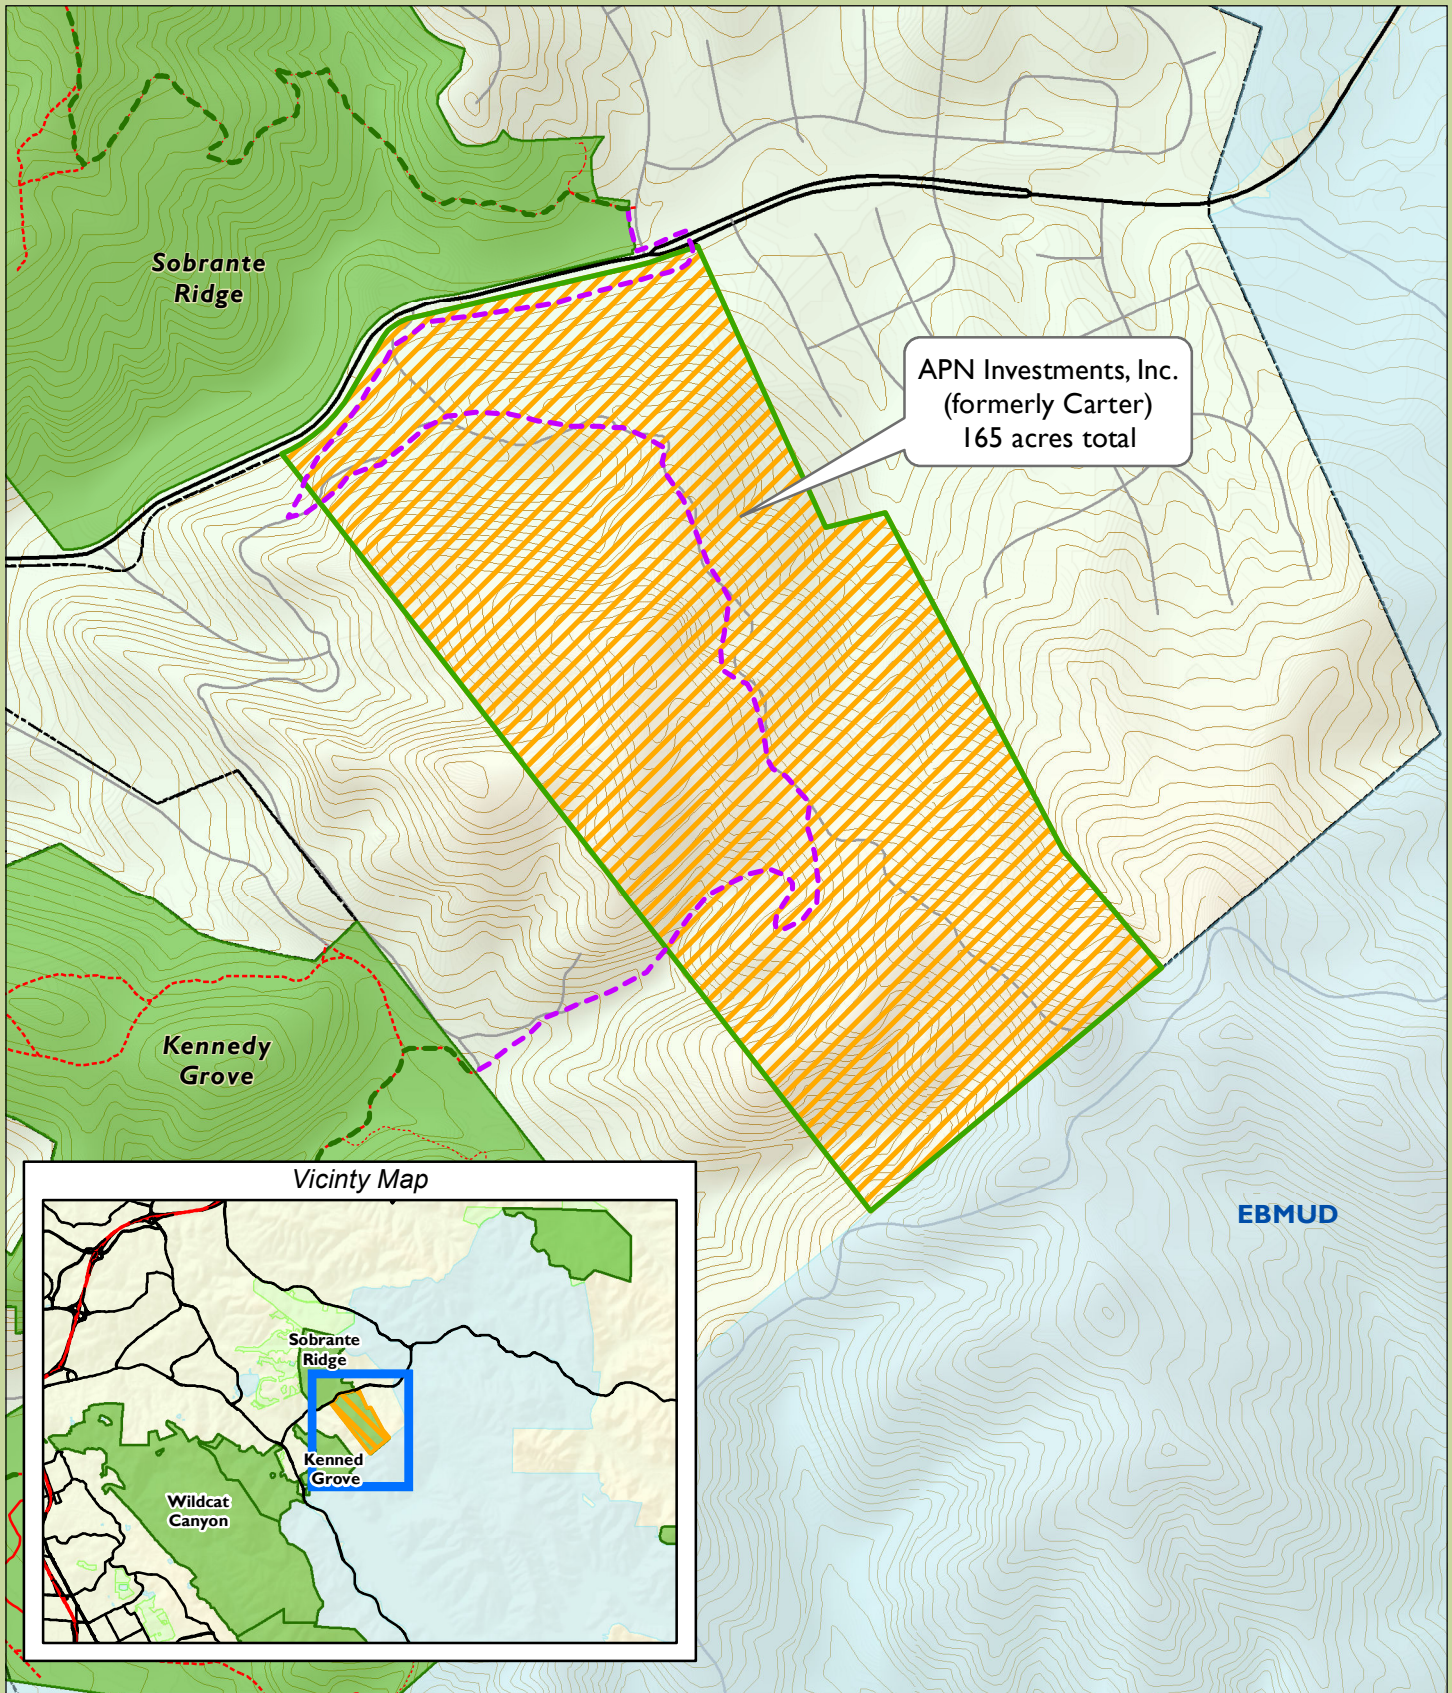 Sobrante
Ridge
APN Investments, Inc.
(formerly Carter)
165 acres total
Kennedy
Grove
EBMUD
Vicinty Map
Sobrante
Ridge
Kenned
Grove
Wildcat
Canyon